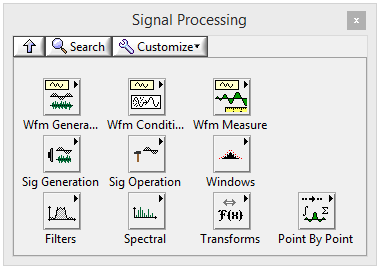 Signal Processing
x
Search Customize
Wfm Genera... Wfm Conditi... Wfm Measure
Sig Generation Sig Operation Windows
F(x)
Filters Spectral Transforms Point By Point